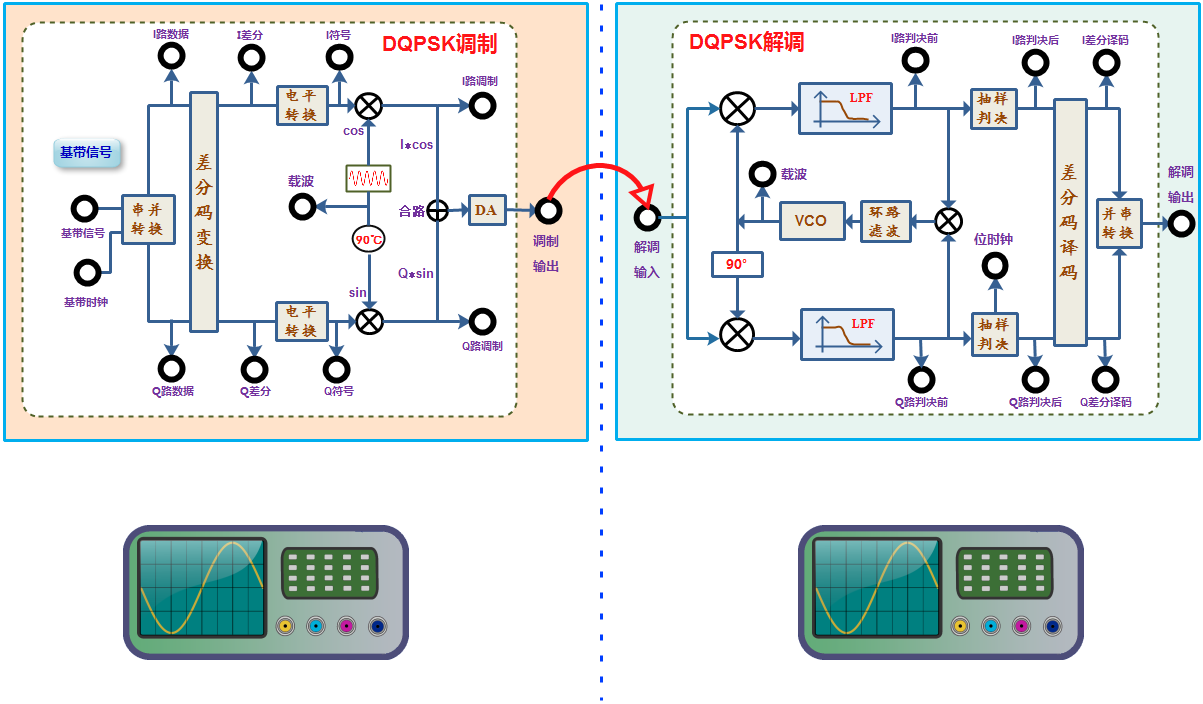 DQPSK调制
I路数据
I差分
I符号
电平
转换
I路调制
cos
I*cos
基带信号
差分码变换
载波
串并
转换
基带信号
基带时钟
90℃
合路
DA
调制
输出
Q*sin
sin
电平
转换
Q路调制
Q路数据
Q差分
Q符号
DQPSK解调
I路判决前
I路判决后
I差分译码
LPF
抽样
判决
载波
差分码译码
解调
输出
解调
输入
VCO
环路
滤波
并串
转换
位时钟
90°
LPF
抽样
判决
Q路判决前
Q路判决后
Q差分译码